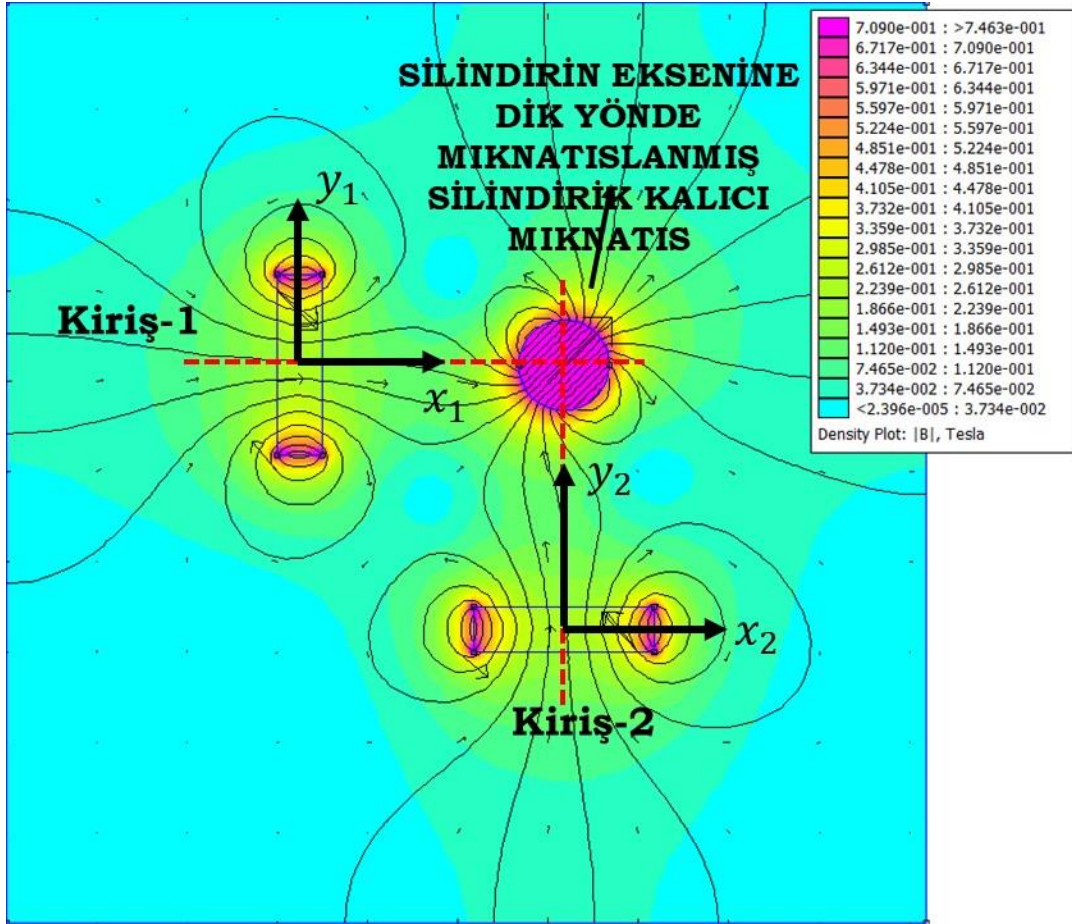 SİLİNDİRİN EKSENİNE
DİK YÖNDE
MIKNATISLANMIŞ
SİLİNDİRİK KALICI
MIKNATIS
y₁
Kiriş-1
x₁
y₂
x₂
Kiriş-2
7.090e-001 : >7.463e-001
6.717e-001 : 7.090e-001
6.344e-001 : 6.717e-001
5.971e-001 : 6.344e-001
5.597e-001 : 5.971e-001
5.224e-001 : 5.597e-001
4.851e-001 : 5.224e-001
4.478e-001 : 4.851e-001
4.105e-001 : 4.478e-001
3.732e-001 : 4.105e-001
3.359e-001 : 3.732e-001
2.985e-001 : 3.359e-001
2.612e-001 : 2.985e-001
2.239e-001 : 2.612e-001
1.866e-001 : 2.239e-001
1.493e-001 : 1.866e-001
1.120e-001 : 1.493e-001
7.465e-002 : 1.120e-001
3.734e-002 : 7.465e-002
<2.396e-005 : 3.734e-002
Density Plot: |B|, Tesla